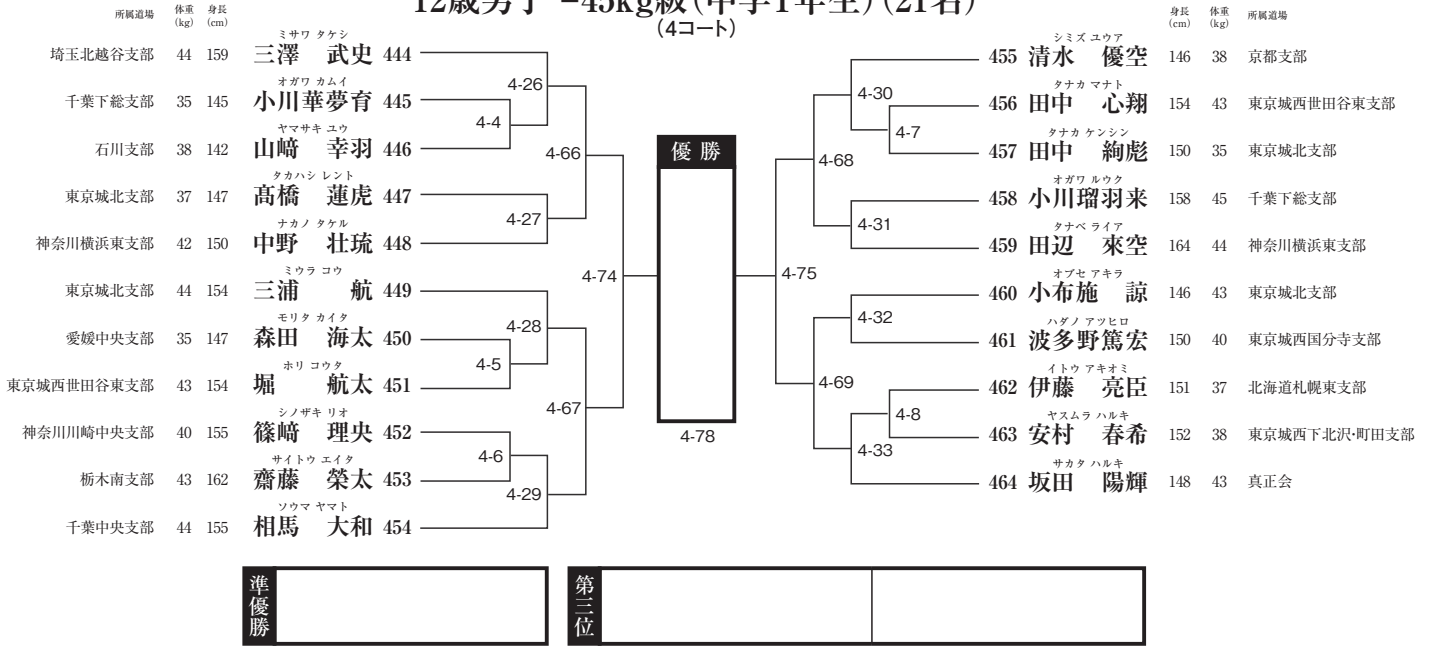 12歳男子 -45kg級(中学1年生)(21名)
(4コート)
所属道場 体重(kg) 身長(cm)
埼玉北越谷支部 44 159 三澤 武史 ミサワ タケシ 444
千葉下総支部 35 145 小川華夢育 オガワ カムイ 445
石川支部 38 142 山﨑 幸羽 ヤマサキ ユウ 446
東京城北支部 37 147 髙橋 蓮虎 タカハシ レント 447
神奈川横浜東支部 42 150 中野 壮琉 ナカノ タケル 448
東京城北支部 44 154 三浦 航 ミウラ コウ 449
愛媛中央支部 35 147 森田 海太 モリタ カイタ 450
東京城西世田谷東支部 43 154 堀 航太 ホリ コウタ 451
神奈川川崎中央支部 40 155 篠﨑 理央 シノザキ リオ 452
栃木南支部 43 162 齋藤 榮太 サイトウ エイタ 453
千葉中央支部 44 155 相馬 大和 ソウマ ヤマト 454
4-26
4-4
4-66
4-27
4-74
4-28
4-5
4-67
4-6
4-29
優勝
4-78
4-30
4-7
4-68
4-31
4-75
4-32
4-69
4-8
4-33
身長(cm) 体重(kg) 所属道場
455 清水 優空 シミズ ユウア 146 38 京都支部
456 田中 心翔 タナカ マナト 154 43 東京城西世田谷東支部
457 田中 絢彪 タナカ ケンシン 150 35 東京城北支部
458 小川瑠羽来 オガワ ルウク 158 45 千葉下総支部
459 田辺 來空 タナベ ライア 164 44 神奈川横浜東支部
460 小布施 諒 オブセ アキラ 146 43 東京城北支部
461 波多野篤宏 ハダノ アツヒロ 150 40 東京城西国分寺支部
462 伊藤 亮臣 イトウ アキオミ 151 37 北海道札幌東支部
463 安村 春希 ヤスムラ ハルキ 152 38 東京城西下北沢・町田支部
464 坂田 陽輝 サカタ ハルキ 148 43 真正会
準優勝
第三位